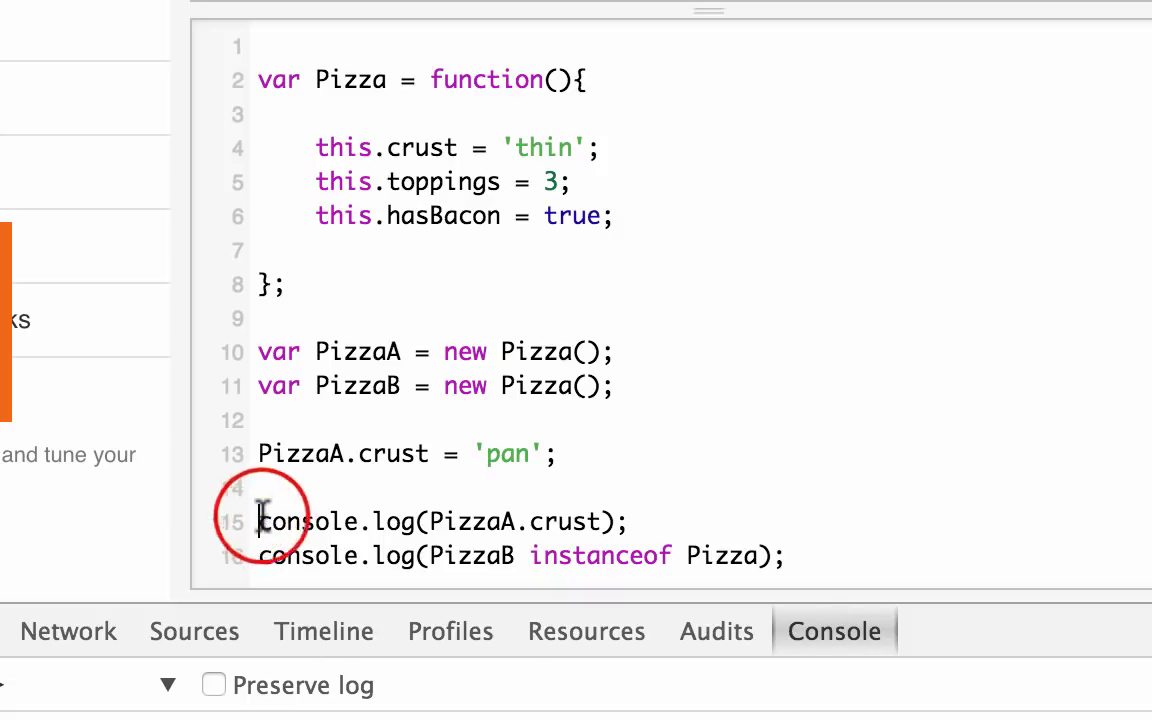 1
2 var Pizza = function(){
3
4 this.crust = 'thin';
5 this.toppings = 3;
6 this.hasBacon = true;
7
8 };
9
10 var PizzaA = new Pizza();
11 var PizzaB = new Pizza();
12
13 PizzaA.crust = 'pan';
14
15 console.log(PizzaA.crust);
16 console.log(PizzaB instanceof Pizza);
ks
and tune your
Network Sources Timeline Profiles Resources Audits Console
▼ Preserve log